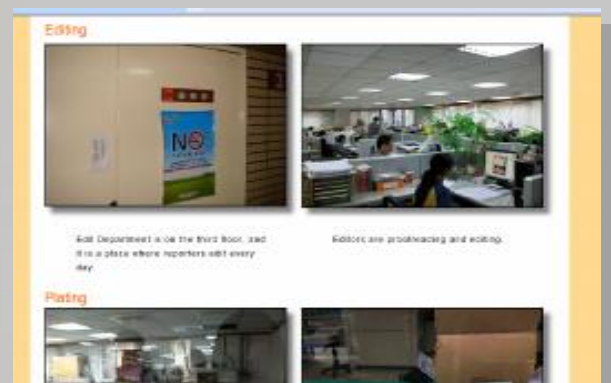 Editing
NO
Edit Department is on the third floor, and
it is a place where reporters edit every
day.
Editors are proofreading and editing.
Plating